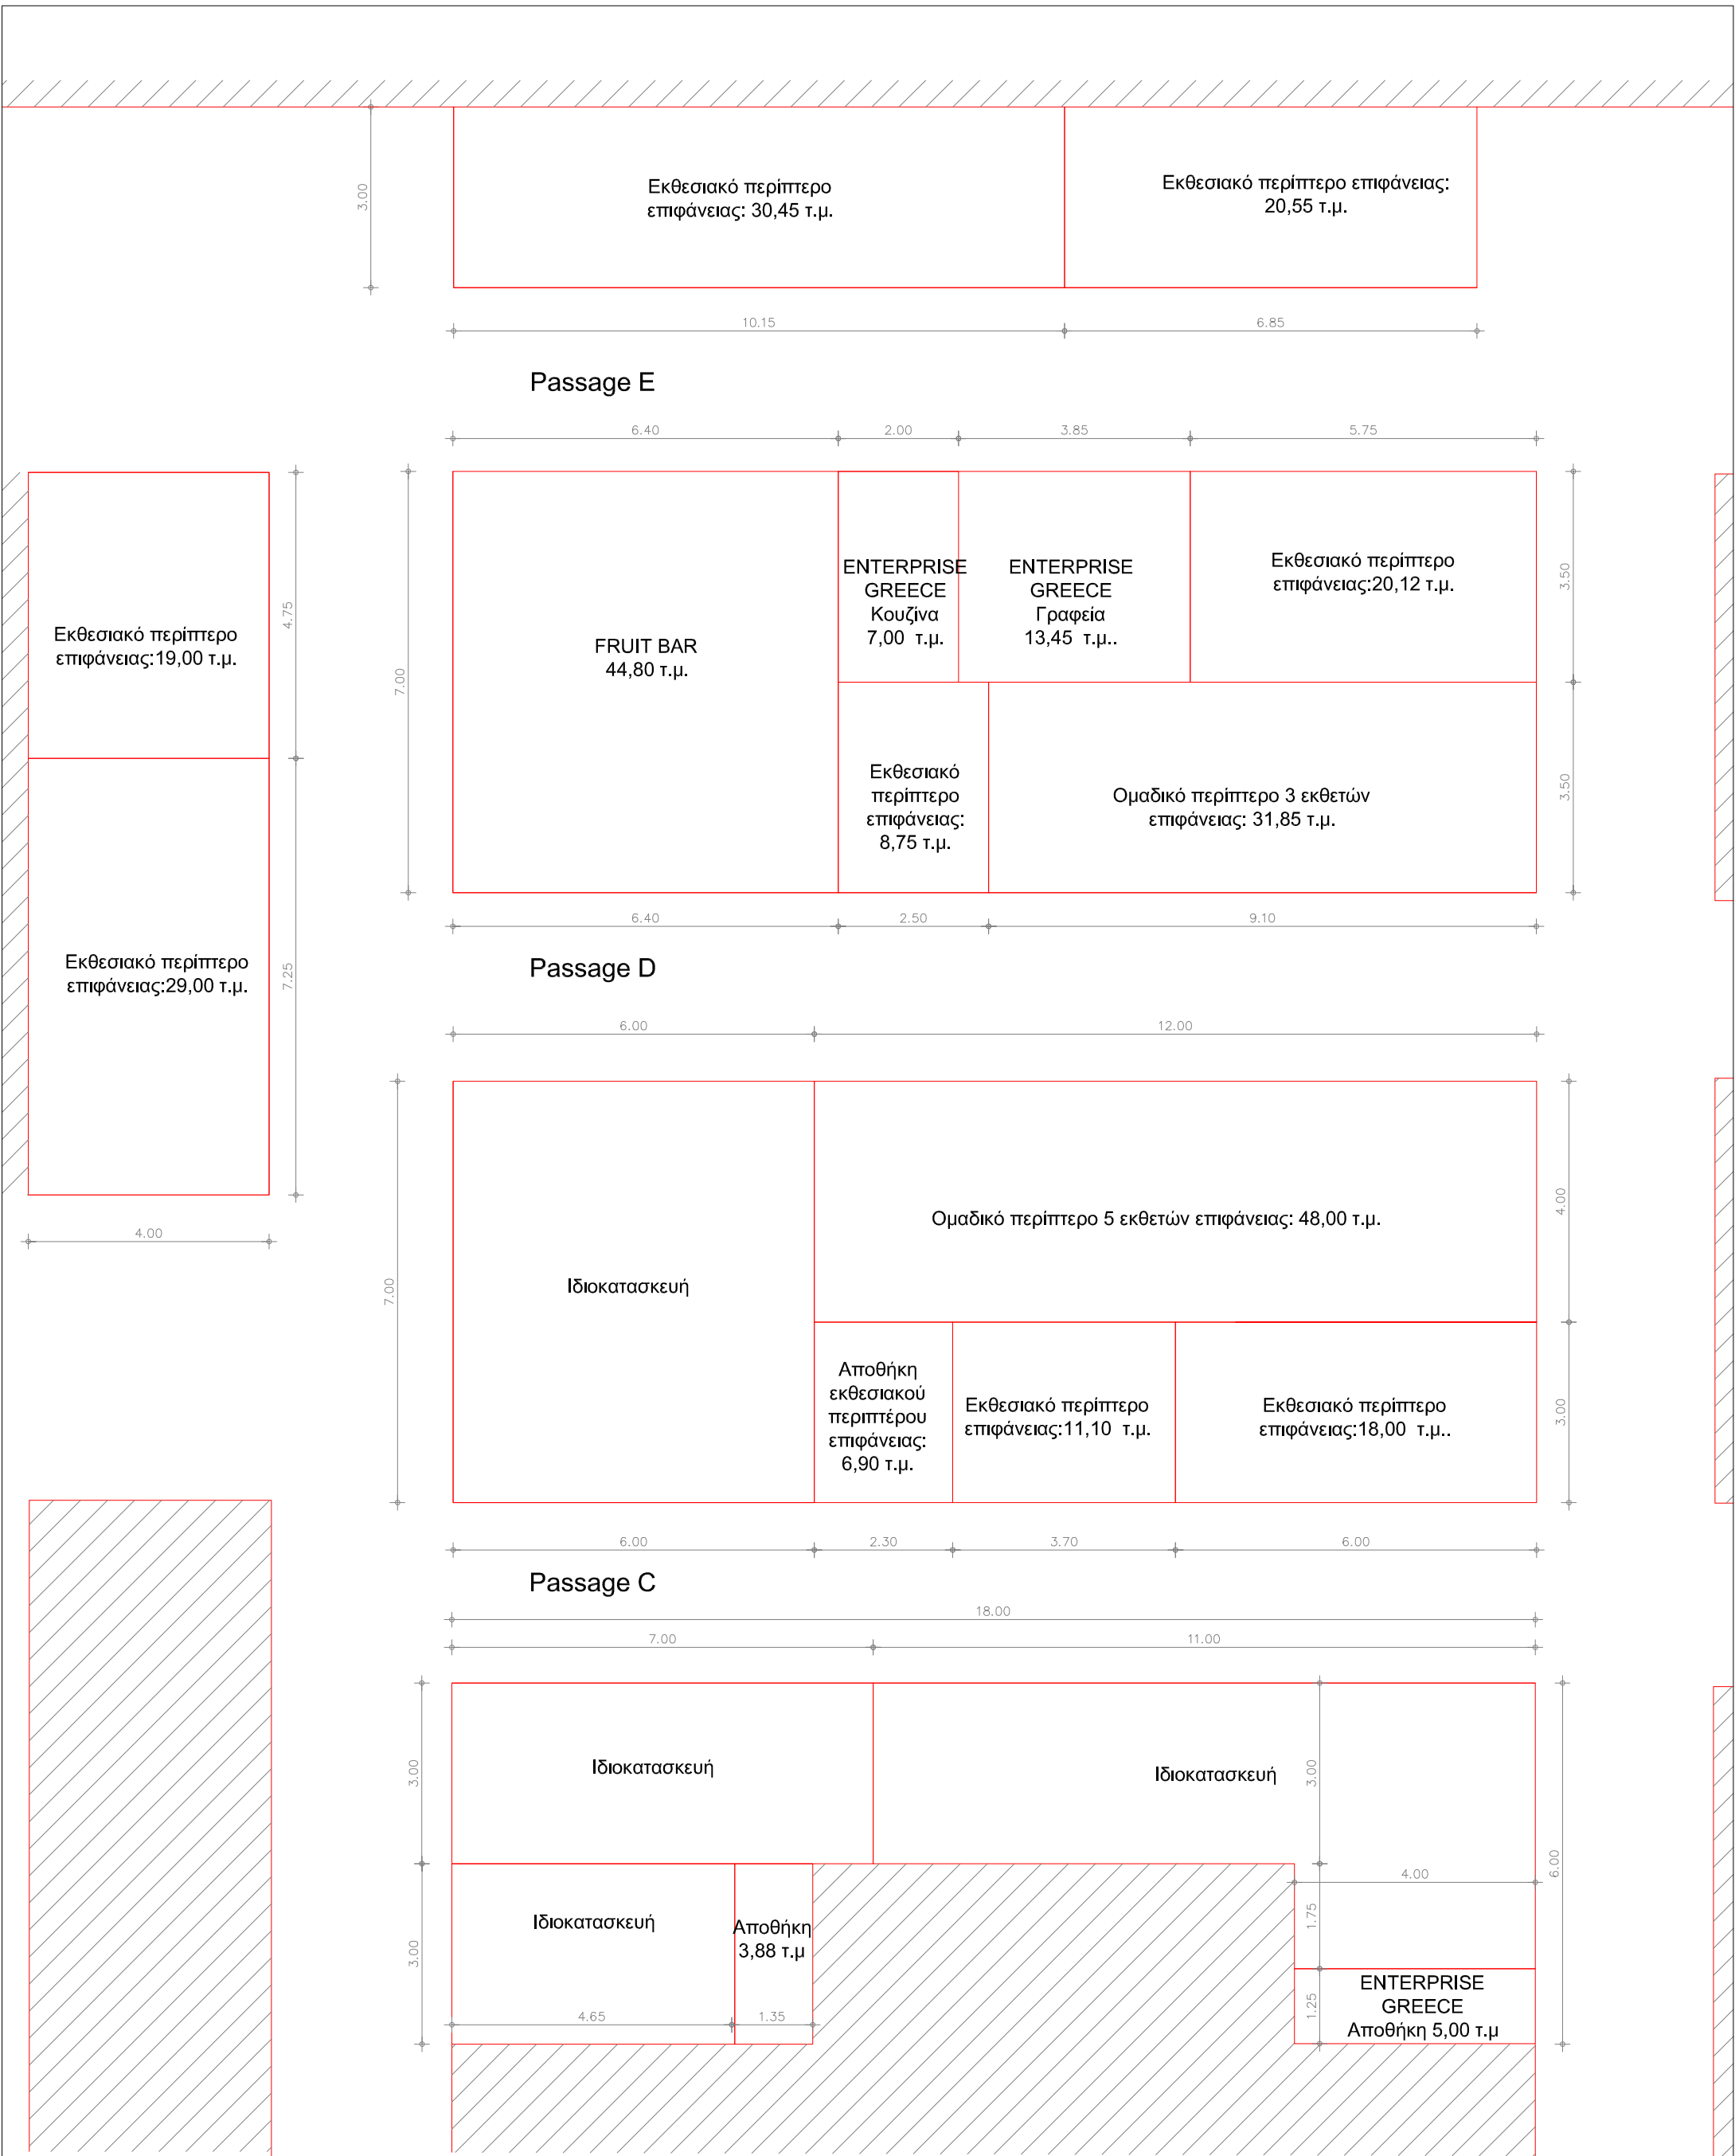 Εκθεσιακό περίπτερο
επιφάνειας: 30,45 τ.μ.
Εκθεσιακό περίπτερο επιφάνειας:
20,55 τ.μ.
3.00
10.15
6.85
Passage E
6.40
2.00
3.85
5.75
Εκθεσιακό περίπτερο
επιφάνειας:19,00 τ.μ.
4.75
7.00
FRUIT BAR
44,80 τ.μ.
ENTERPRISE
GREECE
Κουζίνα
7,00 τ.μ.
ENTERPRISE
GREECE
Γραφεία
13,45 τ.μ..
Εκθεσιακό περίπτερο
επιφάνειας:20,12 τ.μ.
3.50
Εκθεσιακό
περίπτερο
επιφάνειας:
8,75 τ.μ.
Ομαδικό περίπτερο 3 εκθετών
επιφάνειας: 31,85 τ.μ.
3.50
6.40
2.50
9.10
Εκθεσιακό περίπτερο
επιφάνειας:29,00 τ.μ.
7.25
4.00
Passage D
6.00
12.00
7.00
Ιδιοκατασκευή
Ομαδικό περίπτερο 5 εκθετών επιφάνειας: 48,00 τ.μ.
4.00
Αποθήκη
εκθεσιακού
περιπτέρου
επιφάνειας:
6,90 τ.μ.
Εκθεσιακό περίπτερο
επιφάνειας:11,10 τ.μ.
Εκθεσιακό περίπτερο
επιφάνειας:18,00 τ.μ..
3.00
6.00
2.30
3.70
6.00
Passage C
18.00
7.00
11.00
3.00
Ιδιοκατασκευή
Ιδιοκατασκευή
3.00
6.00
3.00
Ιδιοκατασκευή
Αποθήκη
3,88 τ.μ
4.65
1.35
4.00
1.75
1.25
ENTERPRISE
GREECE
Αποθήκη 5,00 τ.μ